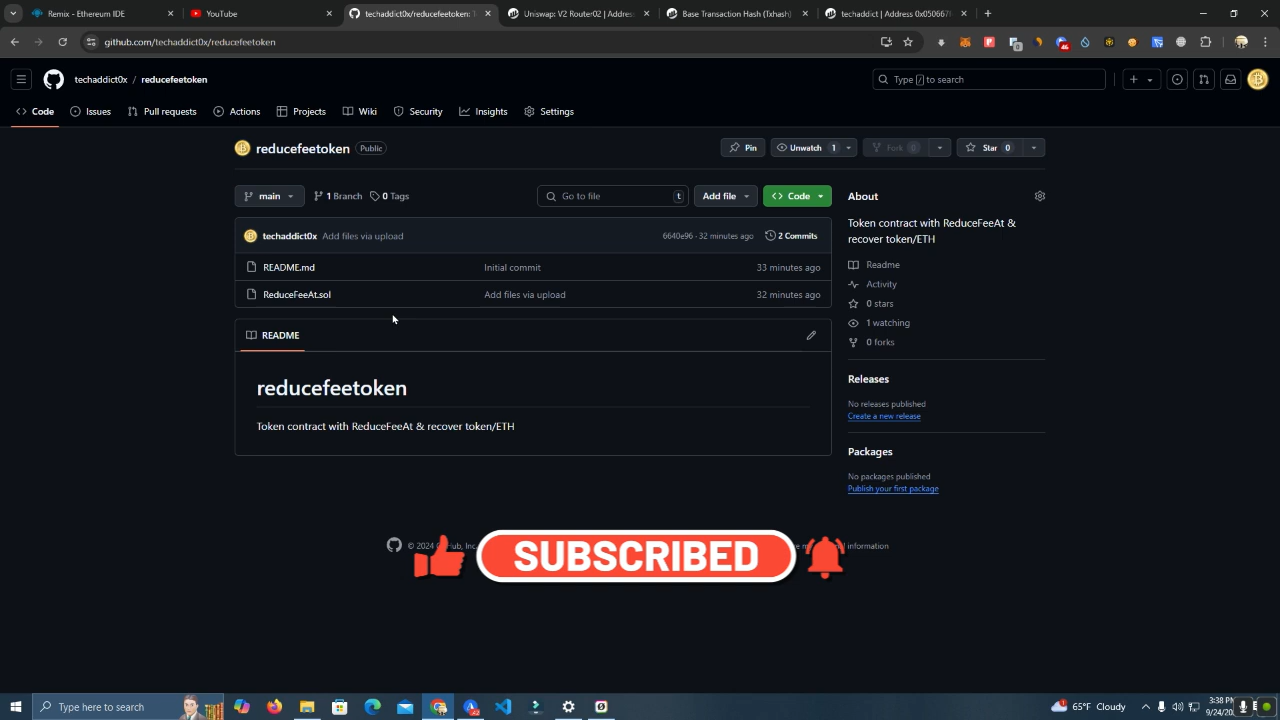 Remix - Ethereum IDE
YouTube
techaddict0x/reducefeetoken: T
Uniswap: V2 Router02 | Addres
Base Transaction Hash (Txhash)
techaddict | Address 0x05066
github.com/techaddict0x/reducefeetoken
techaddict0x / reducefeetoken
Type / to search
Code
Issues
Pull requests
Actions
Projects
Wiki
Security
Insights
Settings
reducefeetoken Public
Pin
Unwatch 1
Fork 0
Star 0
main
1 Branch
0 Tags
Go to file t
Add file
Code
techaddict0x Add files via upload
6640e96 · 32 minutes ago
2 Commits
README.md Initial commit 33 minutes ago
ReduceFeeAt.sol Add files via upload 32 minutes ago
README
reducefeetoken
Token contract with ReduceFeeAt & recover token/ETH
About
Token contract with ReduceFeeAt &
recover token/ETH
Readme
Activity
0 stars
1 watching
0 forks
Releases
No releases published
Create a new release
Packages
No packages published
Publish your first package
© 2024 Hub, Inc.
information
SUBSCRIBED
Type here to search
65°F Cloudy
3:38